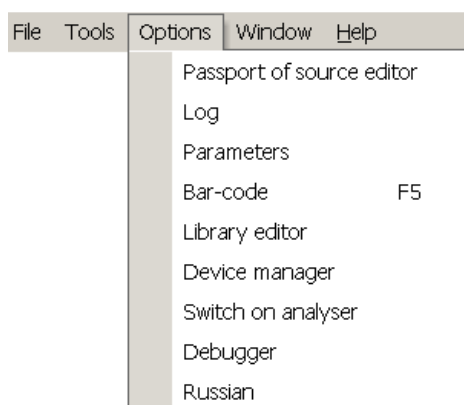 File Tools Options Window Help
Passport of source editor
Log
Parameters
Bar-code F5
Library editor
Device manager
Switch on analyser
Debugger
Russian